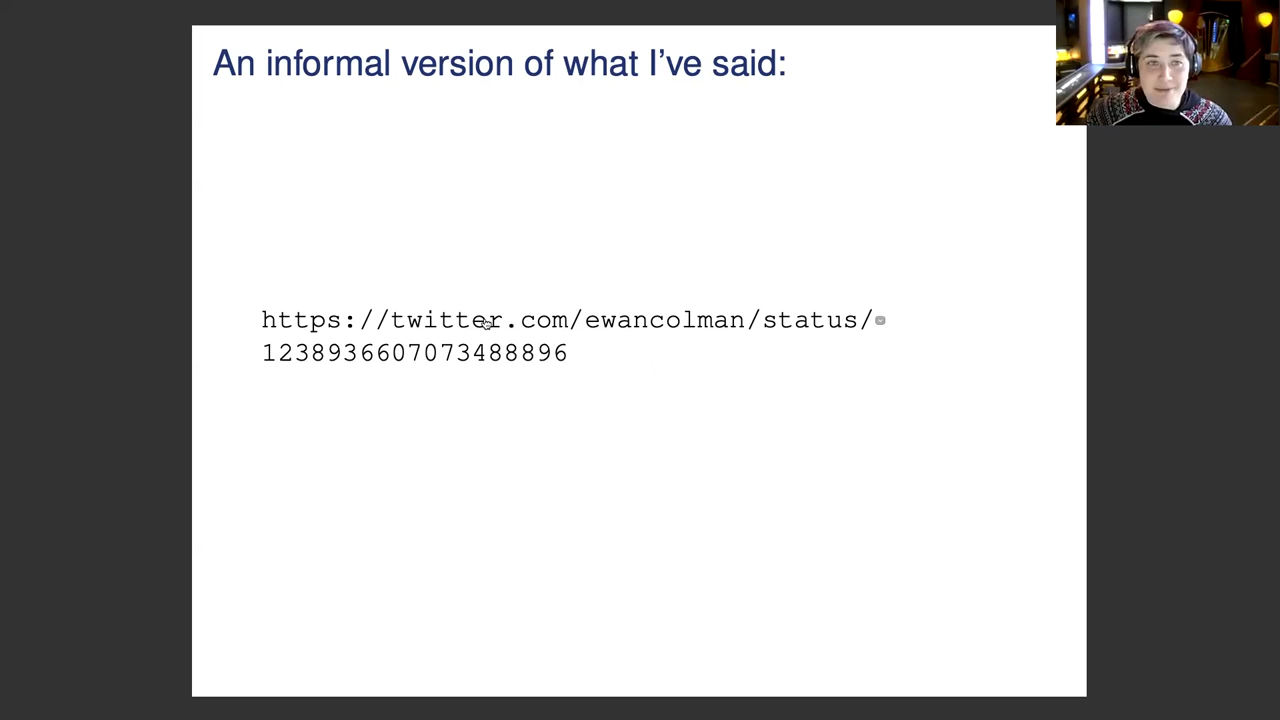 An informal version of what I've said:
https://twitter.com/ewancolman/status/
1238936607073488896